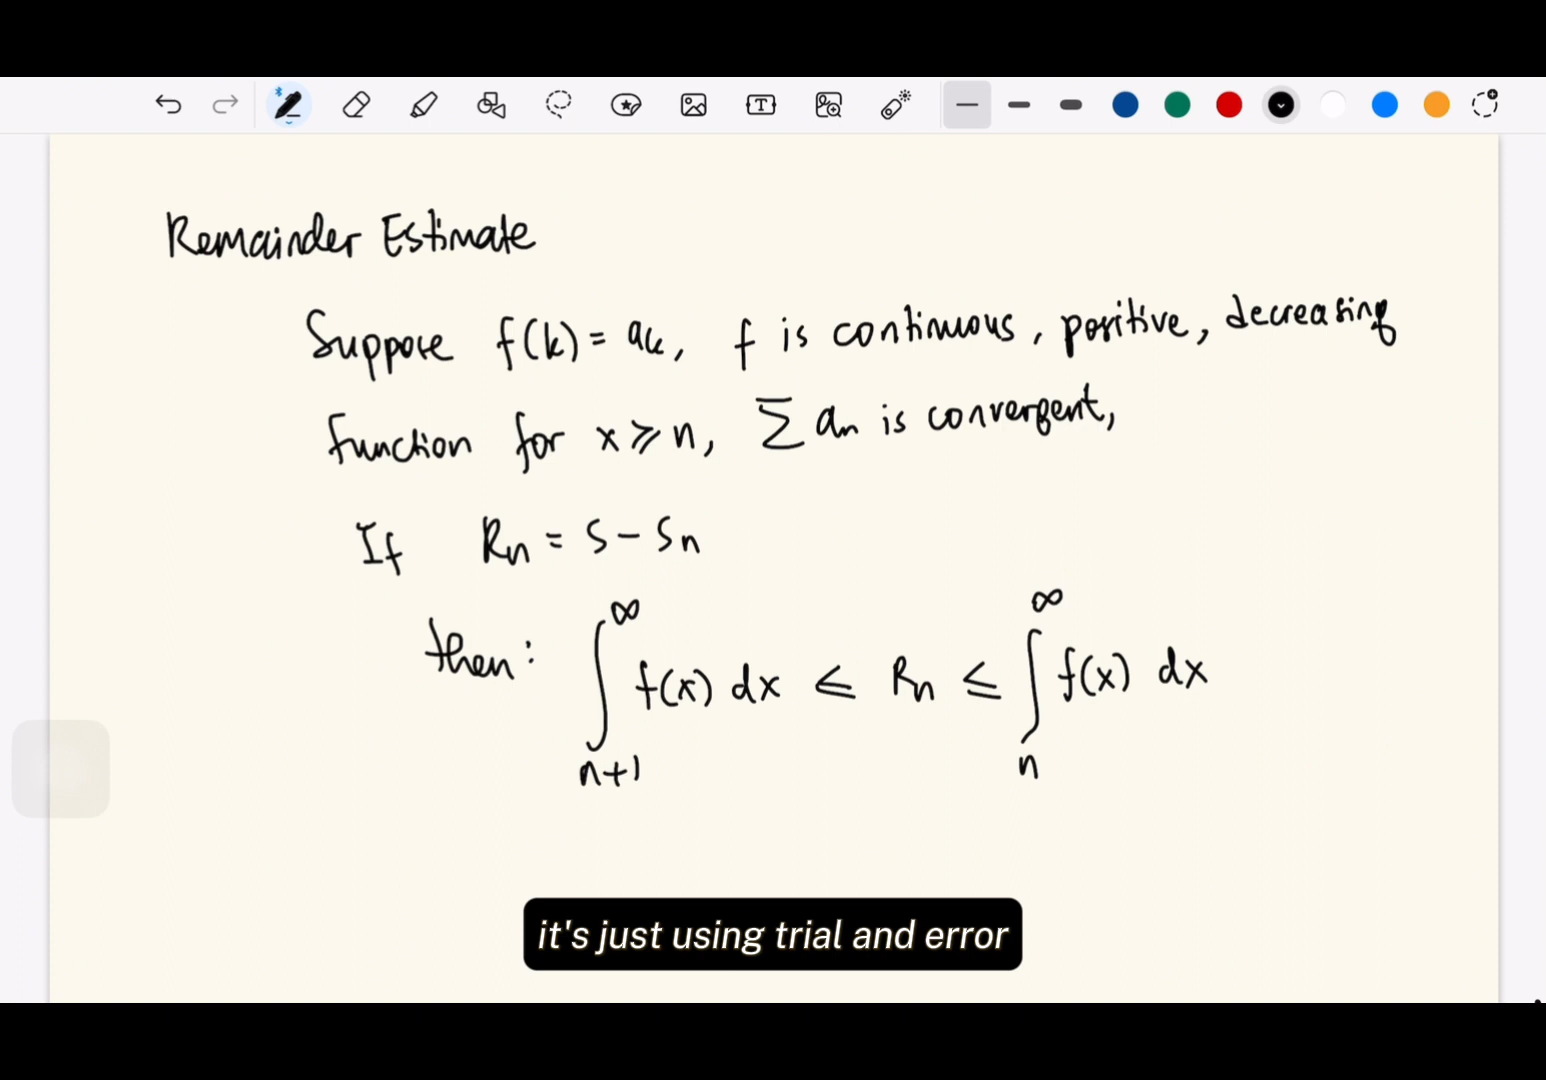 Remainder Estimate
Suppose f(k) = ak, f is continuous, positive, decreasing
function for x ⩾ n, Σ an is convergent,
If Rn = s - sn
then: ∫ₙ₊₁^∞ f(x) dx ≤ Rn ≤ ∫ₙ^∞ f(x) dx
it's just using trial and error